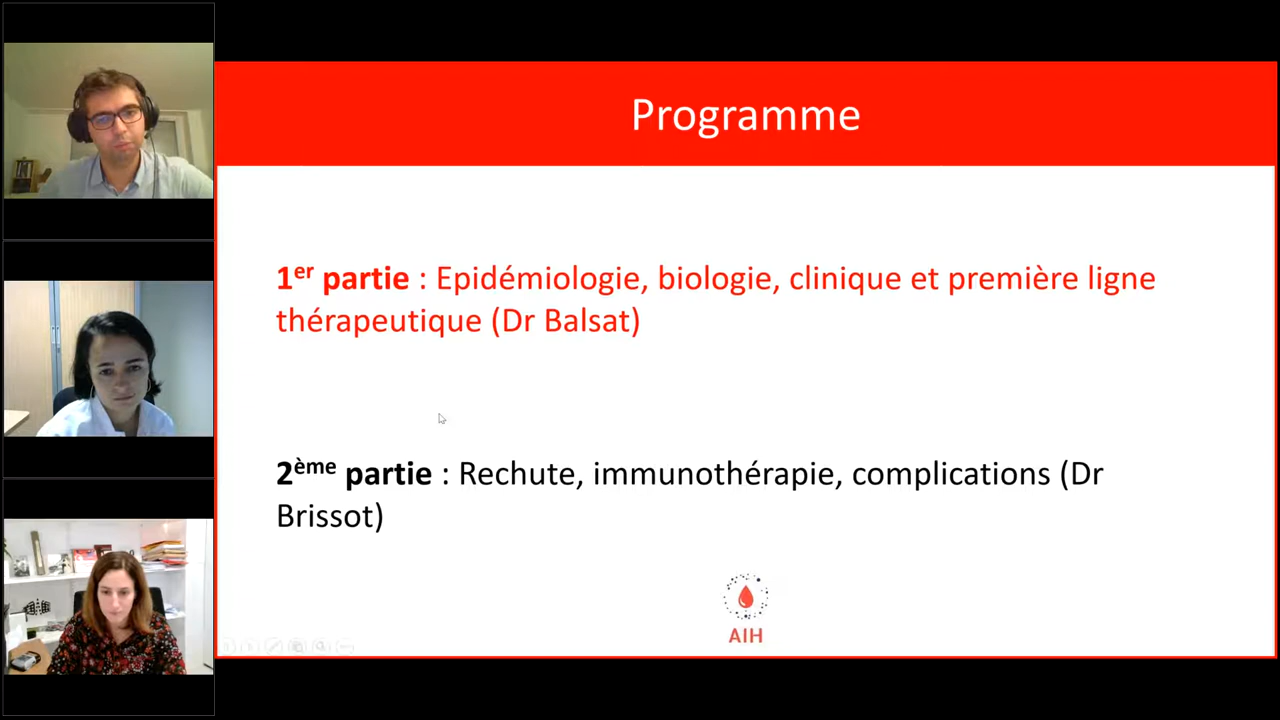 Programme
1er partie : Epidémiologie, biologie, clinique et première ligne
thérapeutique (Dr Balsat)
2ème partie : Rechute, immunothérapie, complications (Dr
Brissot)
AIH